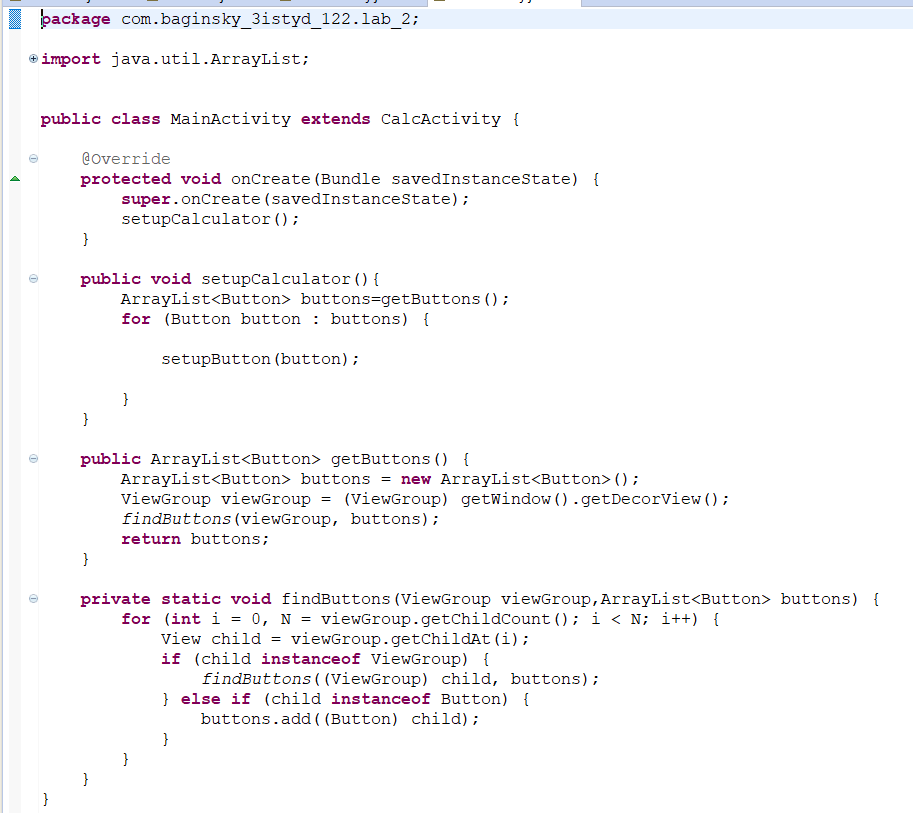 package com.baginsky_3istyd_122.lab_2;
import java.util.ArrayList;
public class MainActivity extends CalcActivity {
@Override
protected void onCreate(Bundle savedInstanceState) {
super.onCreate(savedInstanceState);
setupCalculator();
}
public void setupCalculator(){
ArrayList<Button> buttons=getButtons();
for (Button button : buttons) {
setupButton(button);
}
}
public ArrayList<Button> getButtons() {
ArrayList<Button> buttons = new ArrayList<Button>();
ViewGroup viewGroup = (ViewGroup) getWindow().getDecorView();
findButtons(viewGroup, buttons);
return buttons;
}
private static void findButtons(ViewGroup viewGroup,ArrayList<Button> buttons) {
for (int i = 0, N = viewGroup.getChildCount(); i < N; i++) {
View child = viewGroup.getChildAt(i);
if (child instanceof ViewGroup) {
findButtons((ViewGroup) child, buttons);
} else if (child instanceof Button) {
buttons.add((Button) child);
}
}
}
}